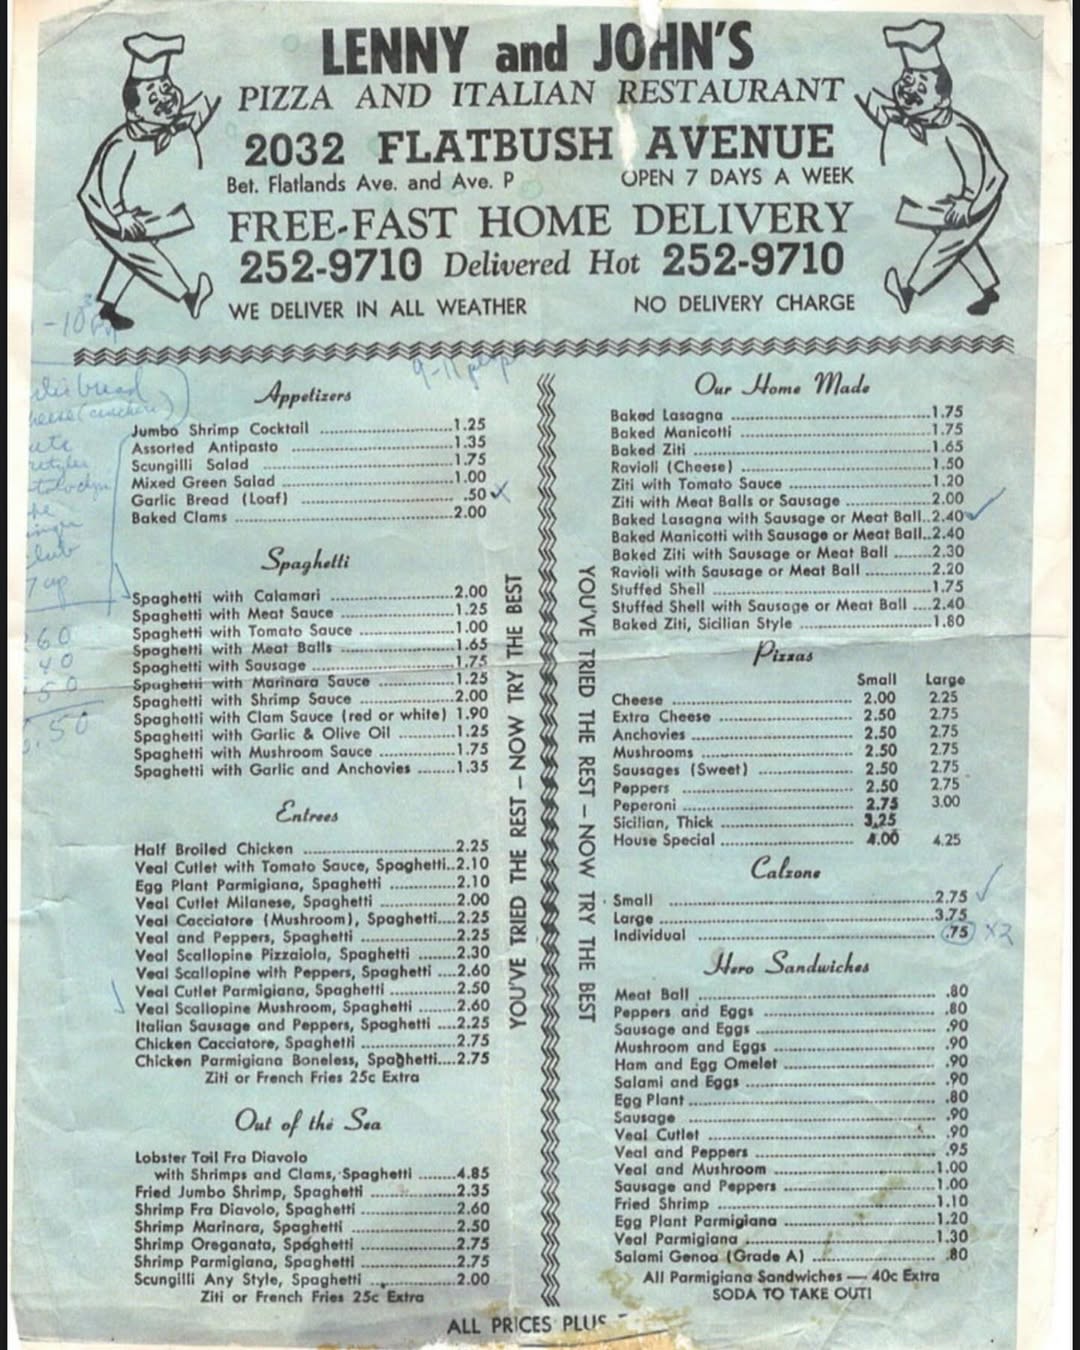 LENNY and JOHN'S
PIZZA AND ITALIAN RESTAURANT
2032 FLATBUSH AVENUE
Bet. Flatlands Ave. and Ave. P OPEN 7 DAYS A WEEK
FREE-FAST HOME DELIVERY
252-9710 Delivered Hot 252-9710
WE DELIVER IN ALL WEATHER NO DELIVERY CHARGE
Appetizers
Jumbo Shrimp Cocktail 1.25
Assorted Antipasto 1.35
Scungilli Salad 1.75
Mixed Green Salad 1.00
Garlic Bread (Loaf) .50
Baked Clams 2.00
Spaghetti
Spaghetti with Calamari 2.00
Spaghetti with Meat Sauce 1.25
Spaghetti with Tomato Sauce 1.00
Spaghetti with Meat Balls 1.65
Spaghetti with Sausage 1.75
Spaghetti with Marinara Sauce 1.25
Spaghetti with Shrimp Sauce 2.00
Spaghetti with Clam Sauce (red or white) 1.90
Spaghetti with Garlic & Olive Oil 1.25
Spaghetti with Mushroom Sauce 1.75
Spaghetti with Garlic and Anchovies 1.35
Entrees
Half Broiled Chicken 2.25
Veal Cutlet with Tomato Sauce, Spaghetti 2.10
Egg Plant Parmigiana, Spaghetti 2.10
Veal Cutlet Milanese, Spaghetti 2.00
Veal Cacciatore (Mushroom), Spaghetti 2.25
Veal and Peppers, Spaghetti 2.25
Veal Scallopine Pizzaiola, Spaghetti 2.30
Veal Scallopine with Peppers, Spaghetti 2.60
Veal Cutlet Parmigiana, Spaghetti 2.50
Veal Scallopine Mushroom, Spaghetti 2.60
Italian Sausage and Peppers, Spaghetti 2.25
Chicken Cacciatore, Spaghetti 2.75
Chicken Parmigiana Boneless, Spaghetti 2.75
Ziti or French Fries 25c Extra
Out of the Sea
Lobster Tail Fra Diavolo
with Shrimps and Clams, Spaghetti 4.85
Fried Jumbo Shrimp, Spaghetti 2.35
Shrimp Fra Diavolo, Spaghetti 2.60
Shrimp Marinara, Spaghetti 2.50
Shrimp Oreganata, Spaghetti 2.75
Shrimp Parmigiana, Spaghetti 2.75
Scungilli Any Style, Spaghetti 2.00
Ziti or French Fries 25c Extra
YOU'VE TRIED THE REST — NOW TRY THE BEST
YOU'VE TRIED THE REST — NOW TRY THE BEST
Our Home Made
Baked Lasagna 1.75
Baked Manicotti 1.75
Baked Ziti 1.65
Ravioli (Cheese) 1.50
Ziti with Tomato Sauce 1.20
Ziti with Meat Balls or Sausage 2.00
Baked Lasagna with Sausage or Meat Ball 2.40
Baked Manicotti with Sausage or Meat Ball 2.40
Baked Ziti with Sausage or Meat Ball 2.30
Ravioli with Sausage or Meat Ball 2.20
Stuffed Shell 1.75
Stuffed Shell with Sausage or Meat Ball 2.40
Baked Ziti, Sicilian Style 1.80
Pizzas
Small Large
Cheese 2.00 2.25
Extra Cheese 2.50 2.75
Anchovies 2.50 2.75
Mushrooms 2.50 2.75
Sausages (Sweet) 2.50 2.75
Peppers 2.50 2.75
Peperoni 2.75 3.00
Sicilian, Thick 3.25
House Special 4.00 4.25
Calzone
Small 2.75
Large 3.75
Individual .75 x2
Hero Sandwiches
Meat Ball .80
Peppers and Eggs .80
Sausage and Eggs .90
Mushroom and Eggs .90
Ham and Egg Omelet .90
Salami and Eggs .90
Egg Plant .80
Sausage .90
Veal Cutlet .90
Veal and Peppers .95
Veal and Mushroom 1.00
Sausage and Peppers 1.00
Fried Shrimp 1.10
Egg Plant Parmigiana 1.20
Veal Parmigiana 1.30
Salami Genoa (Grade A) .80
All Parmigiana Sandwiches — 40c Extra
SODA TO TAKE OUT!
ALL PRICES PLUS
bread
7 up